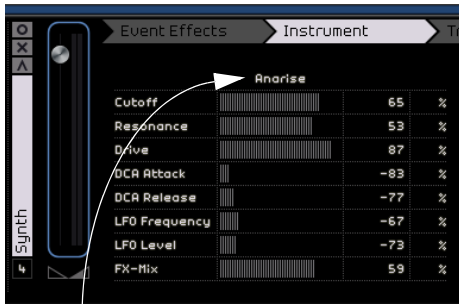 Event Effects Instrument
Anarise
Cutoff 65 %
Resonance 53 %
Drive 87 %
DCA Attack -83 %
DCA Release -77 %
LFO Frequency -67 %
LFO Level -73 %
FX-Mix 59 %
Synth
4